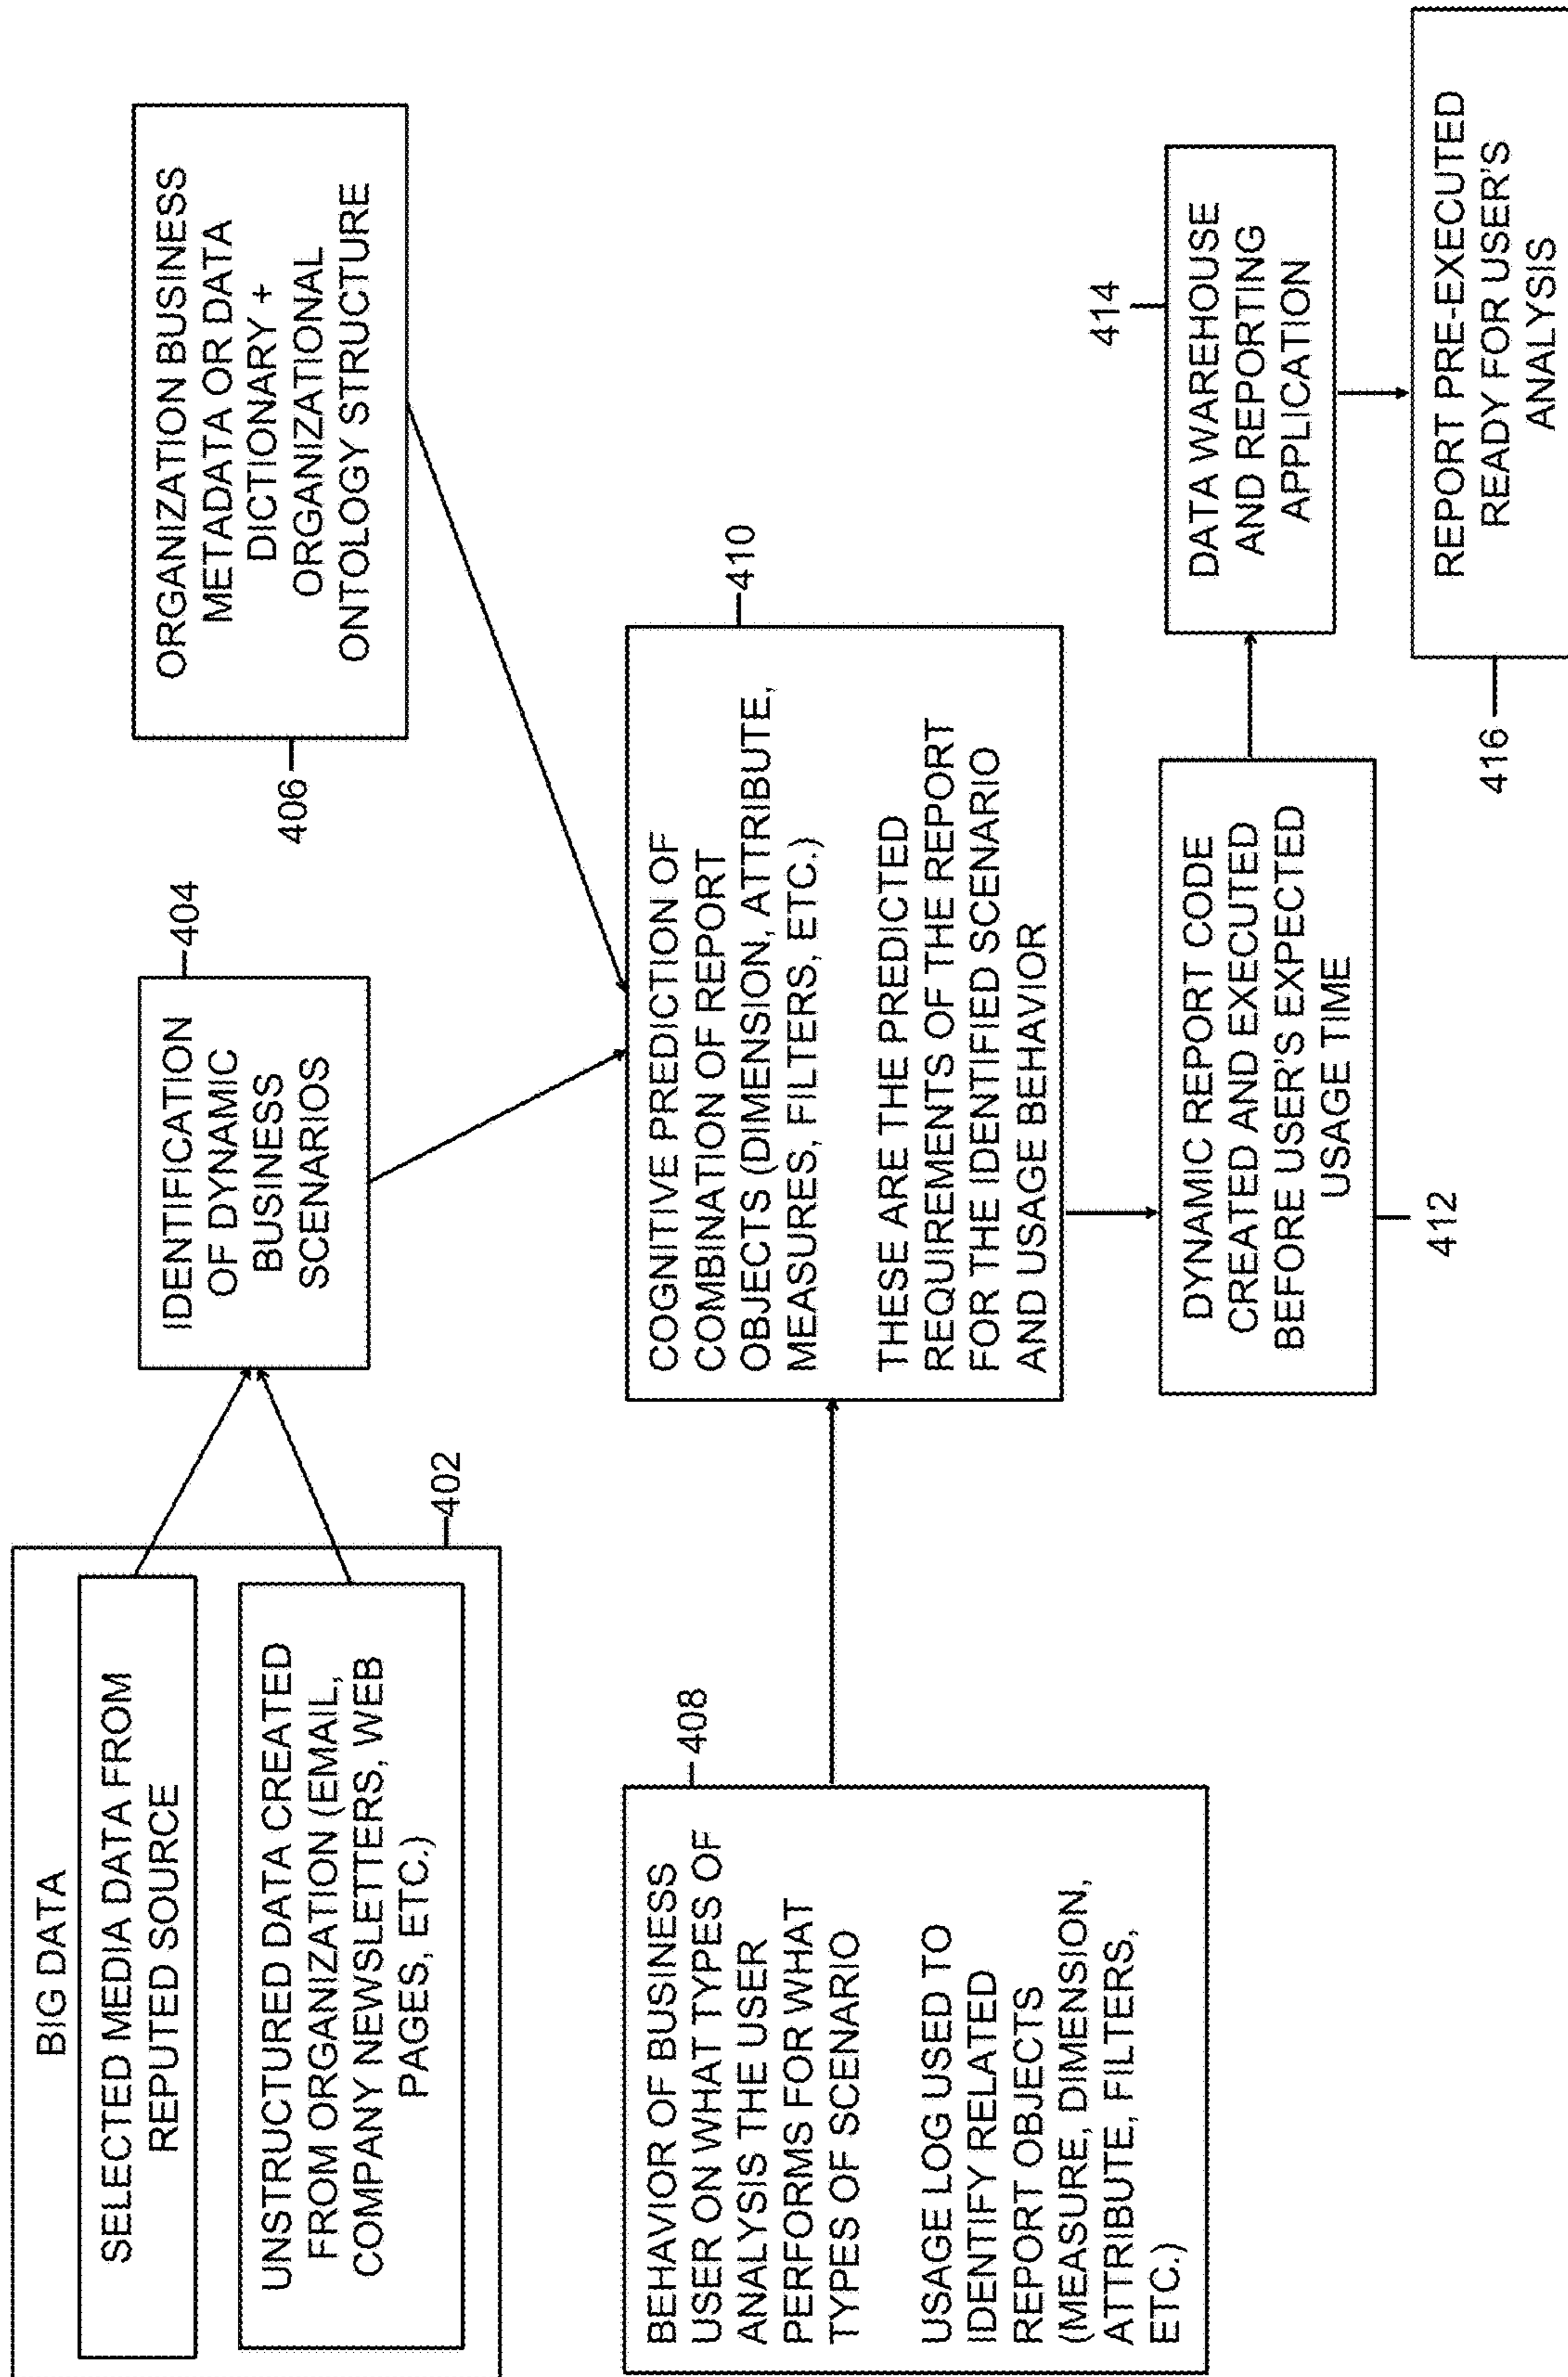 BIG DATA
SELECTED MEDIA DATA FROM
REPUTED SOURCE
UNSTRUCTURED DATA CREATED
FROM ORGANIZATION (EMAIL,
COMPANY NEWSLETTERS, WEB
PAGES, ETC.)
402
IDENTIFICATION
OF DYNAMIC
BUSINESS
SCENARIOS
404
ORGANIZATION BUSINESS
METADATA OR DATA
DICTIONARY +
ORGANIZATIONAL
ONTOLOGY STRUCTURE
406
BEHAVIOR OF BUSINESS
USER ON WHAT TYPES OF
ANALYSIS THE USER
PERFORMS FOR WHAT
TYPES OF SCENARIO
USAGE LOG USED TO
IDENTIFY RELATED
REPORT OBJECTS
(MEASURE, DIMENSION,
ATTRIBUTE, FILTERS,
ETC.)
408
COGNITIVE PREDICTION OF
COMBINATION OF REPORT
OBJECTS (DIMENSION, ATTRIBUTE,
MEASURES, FILTERS, ETC.)
THESE ARE THE PREDICTED
REQUIREMENTS OF THE REPORT
FOR THE IDENTIFIED SCENARIO
AND USAGE BEHAVIOR
410
DYNAMIC REPORT CODE
CREATED AND EXECUTED
BEFORE USER'S EXPECTED
USAGE TIME
412
DATA WAREHOUSE
AND REPORTING
APPLICATION
414
REPORT PRE-EXECUTED
READY FOR USER'S
ANALYSIS
416